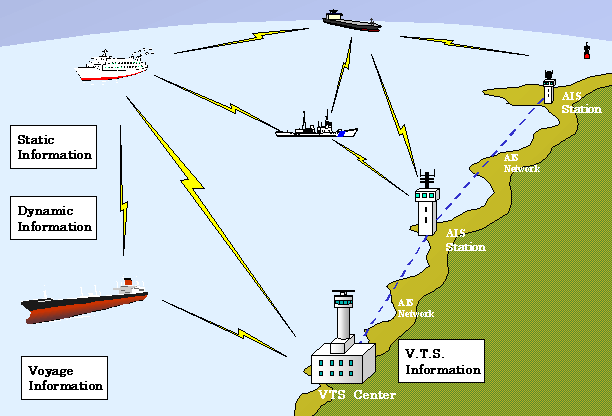 AIS
Station
Static
Information
AIS
Network
Dynamic
Information
AIS
Station
AIS
Network
V.T.S.
Information
Voyage
Information
VTS Center